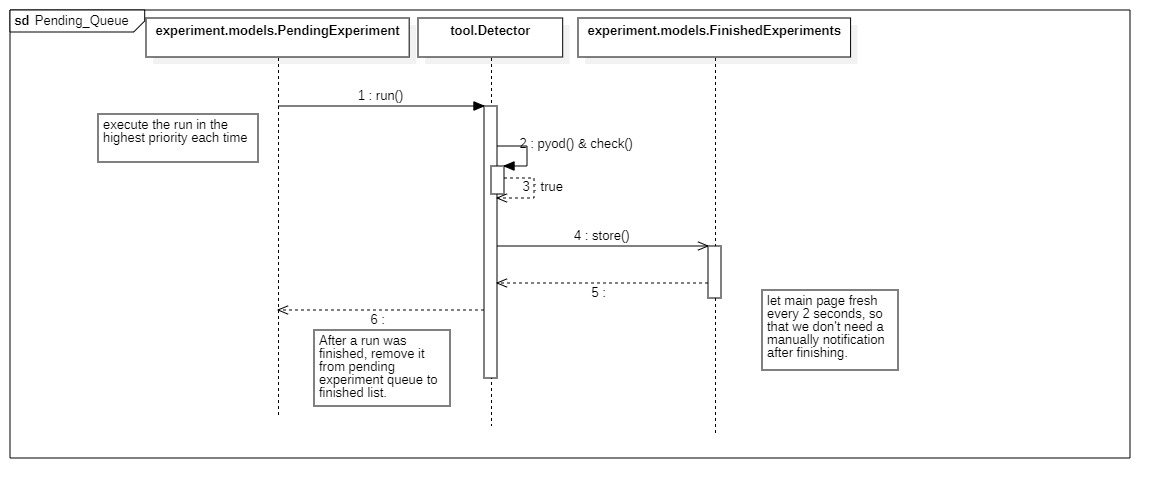 sd Pending_Queue
experiment.models.PendingExperiment
tool.Detector
experiment.models.FinishedExperiments
1 : run()
execute the run in the
highest priority each time
2 : pyod() & check()
3 : true
4 : store()
5 :
6 :
let main page fresh
every 2 seconds, so
that we don't need a
manually notification
after finishing.
After a run was
finished, remove it
from pending
experiment queue to
finished list.